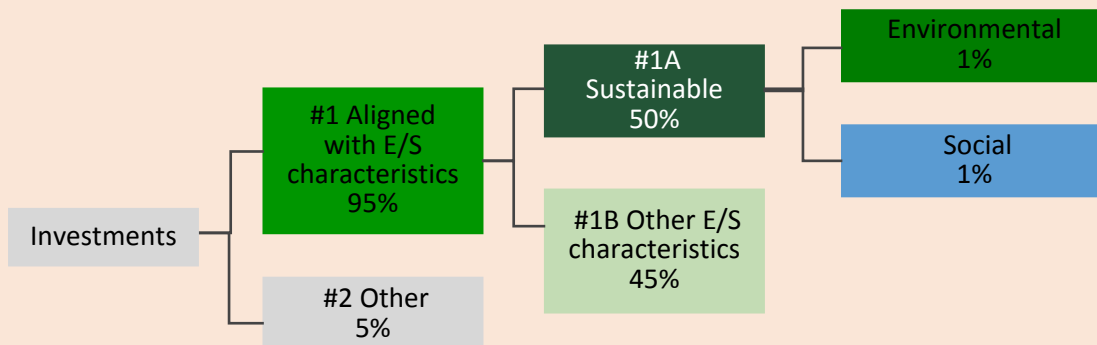 Investments
#1 Aligned
with E/S
characteristics
95%
#2 Other
5%
#1A
Sustainable
50%
#1B Other E/S
characteristics
45%
Environmental
1%
Social
1%